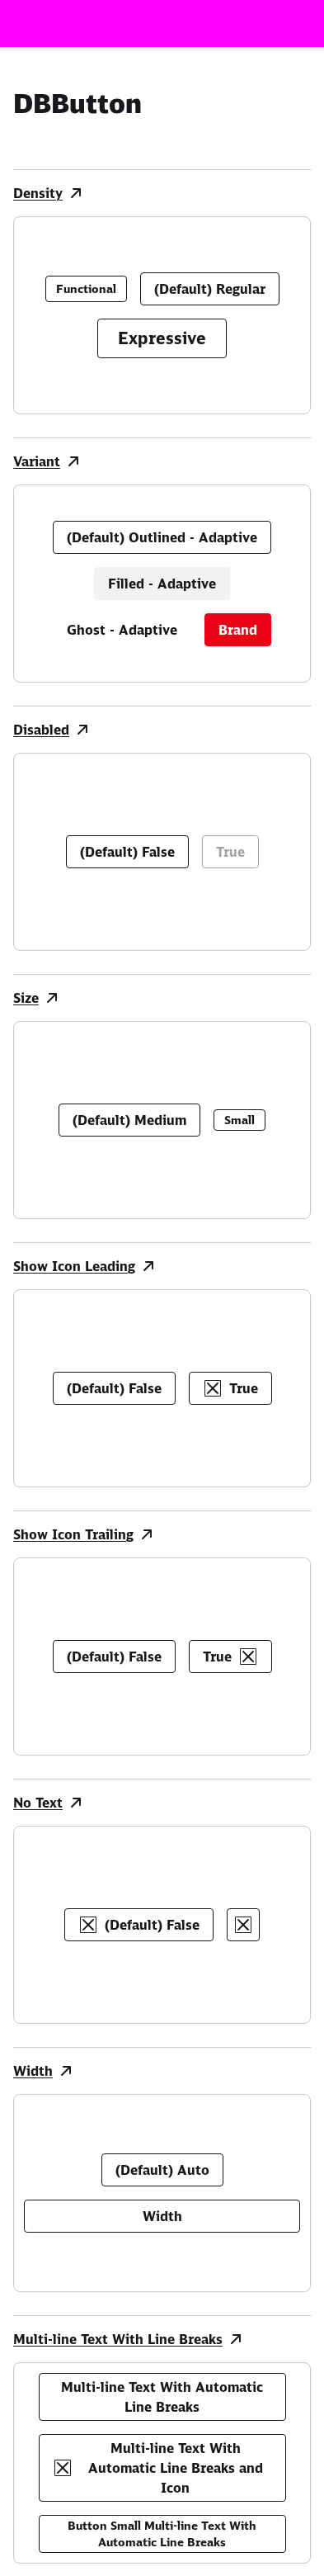 DBButton
Density
Functional
(Default) Regular
Expressive
Variant
(Default) Outlined - Adaptive
Filled - Adaptive
Ghost - Adaptive
Brand
Disabled
(Default) False
True
Size
(Default) Medium
Small
Show Icon Leading
(Default) False
True
Show Icon Trailing
(Default) False
True
No Text
(Default) False
Width
(Default) Auto
Width
Multi-line Text With Line Breaks
Multi-line Text With Automatic
Line Breaks
Multi-line Text With
Automatic Line Breaks and
Icon
Button Small Multi-line Text With
Automatic Line Breaks